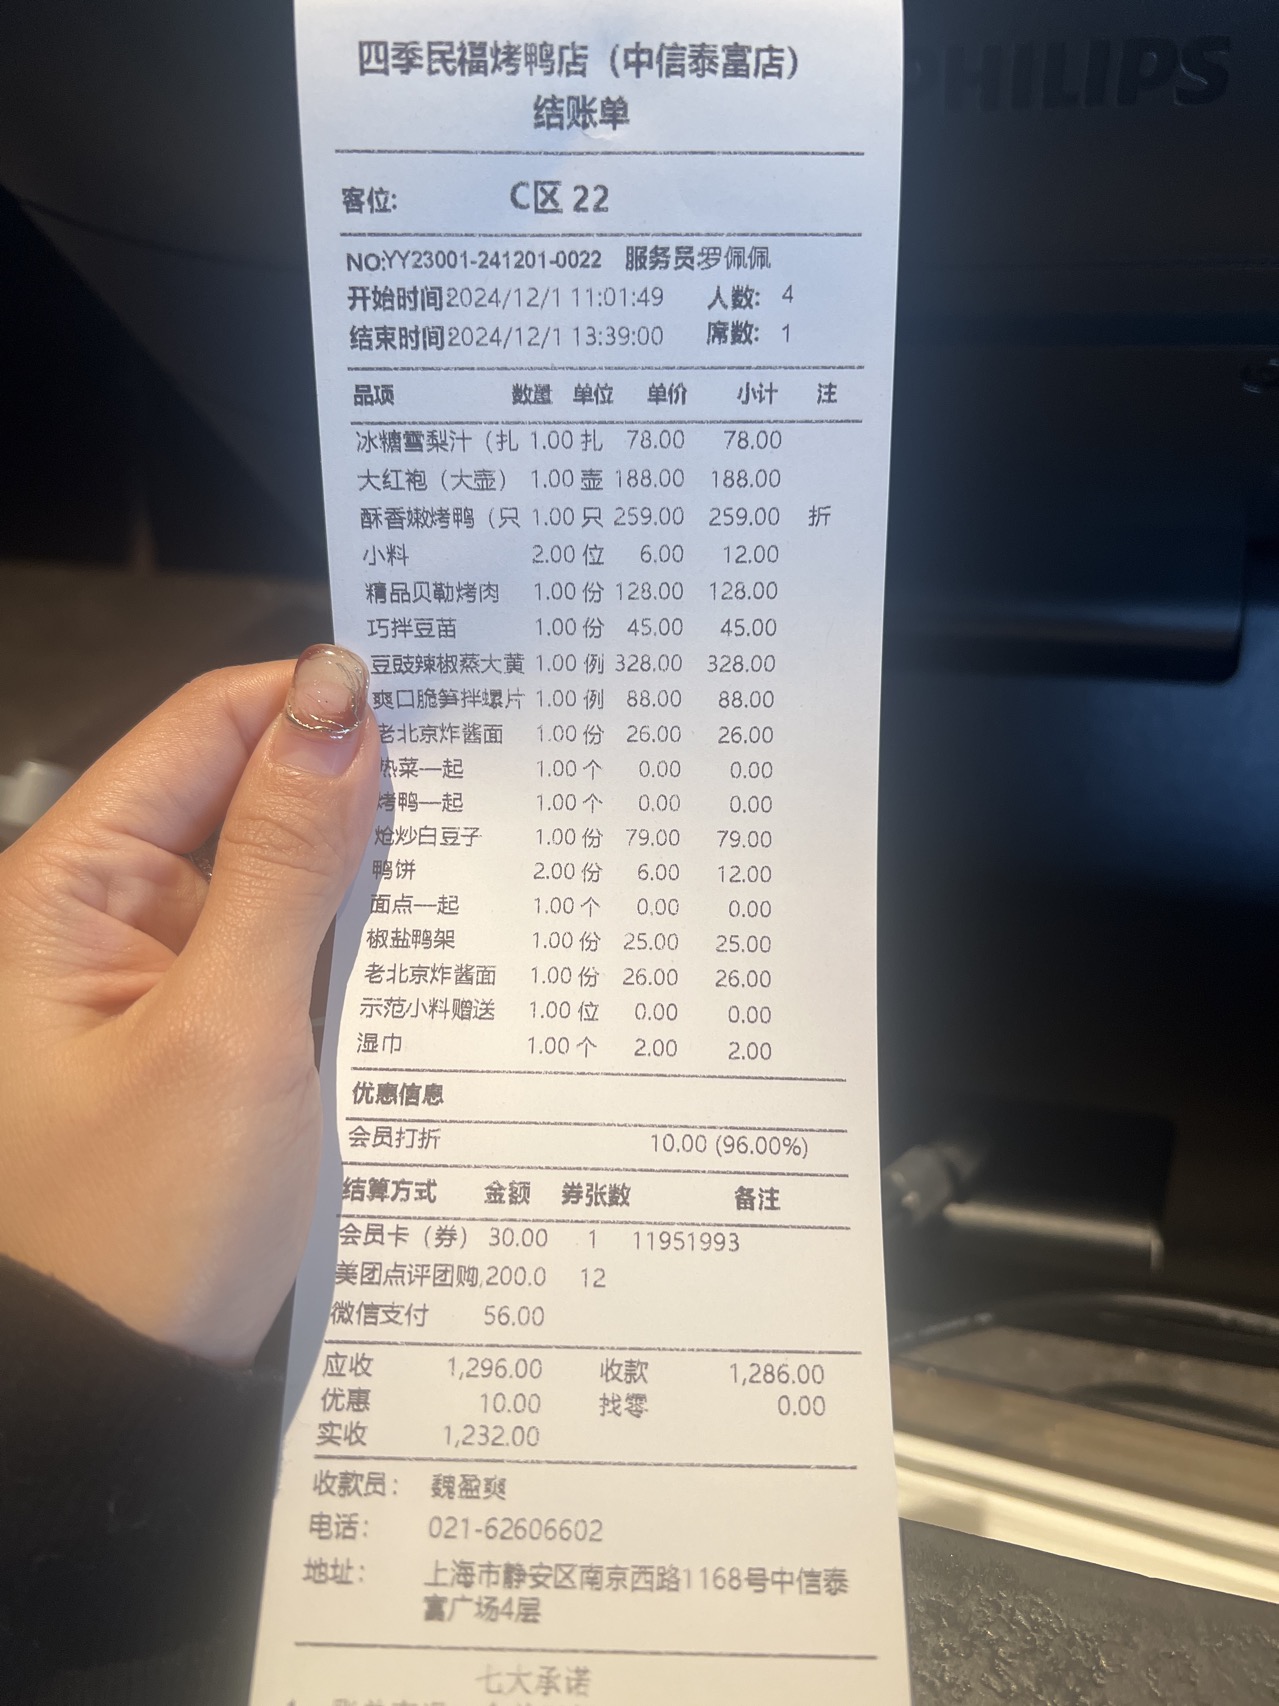 PHILIPS
四季民福烤鸭店（中信泰富店）
结账单
客位: C区 22
NO:YY23001-241201-0022 服务员罗佩佩
开始时间2024/12/1 11:01:49 人数: 4
结束时间2024/12/1 13:39:00 席数: 1
品项 数量 单位 单价 小计 注
冰糖雪梨汁（扎 1.00 扎 78.00 78.00
大红袍（大壶） 1.00 壶 188.00 188.00
酥香嫩烤鸭（只 1.00 只 259.00 259.00 折
小料 2.00 位 6.00 12.00
精品贝勒烤肉 1.00 份 128.00 128.00
巧拌豆苗 1.00 份 45.00 45.00
豆豉辣椒蒸大黄 1.00 例 328.00 328.00
爽口脆笋拌螺片 1.00 例 88.00 88.00
老北京炸酱面 1.00 份 26.00 26.00
热菜一起 1.00 个 0.00 0.00
烤鸭一起 1.00 个 0.00 0.00
炝炒白豆子 1.00 份 79.00 79.00
鸭饼 2.00 份 6.00 12.00
面点一起 1.00 个 0.00 0.00
椒盐鸭架 1.00 份 25.00 25.00
老北京炸酱面 1.00 份 26.00 26.00
示范小料赠送 1.00 位 0.00 0.00
湿巾 1.00 个 2.00 2.00
优惠信息
会员打折 10.00 (96.00%)
结算方式 金额 券张数 备注
会员卡（券） 30.00 1 11951993
美团点评团购,200.0 12
微信支付 56.00
应收 1,296.00 收款 1,286.00
优惠 10.00 找零 0.00
实收 1,232.00
收款员： 魏盈爽
电话： 021-62606602
地址： 上海市静安区南京西路1168号中信泰
富广场4层
七大承诺